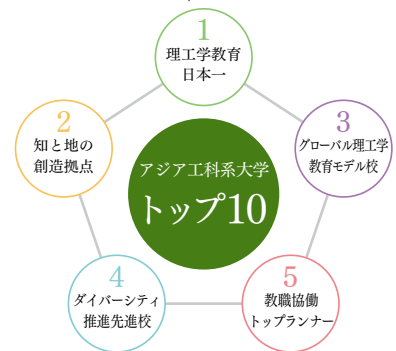 1
理工学教育
日本一
2
知と地の
創造拠点
3
グローバル理工学
教育モデル校
アジア工科系大学
トップ10
4
ダイバーシティ
推進先進校
5
教職協働
トップランナー